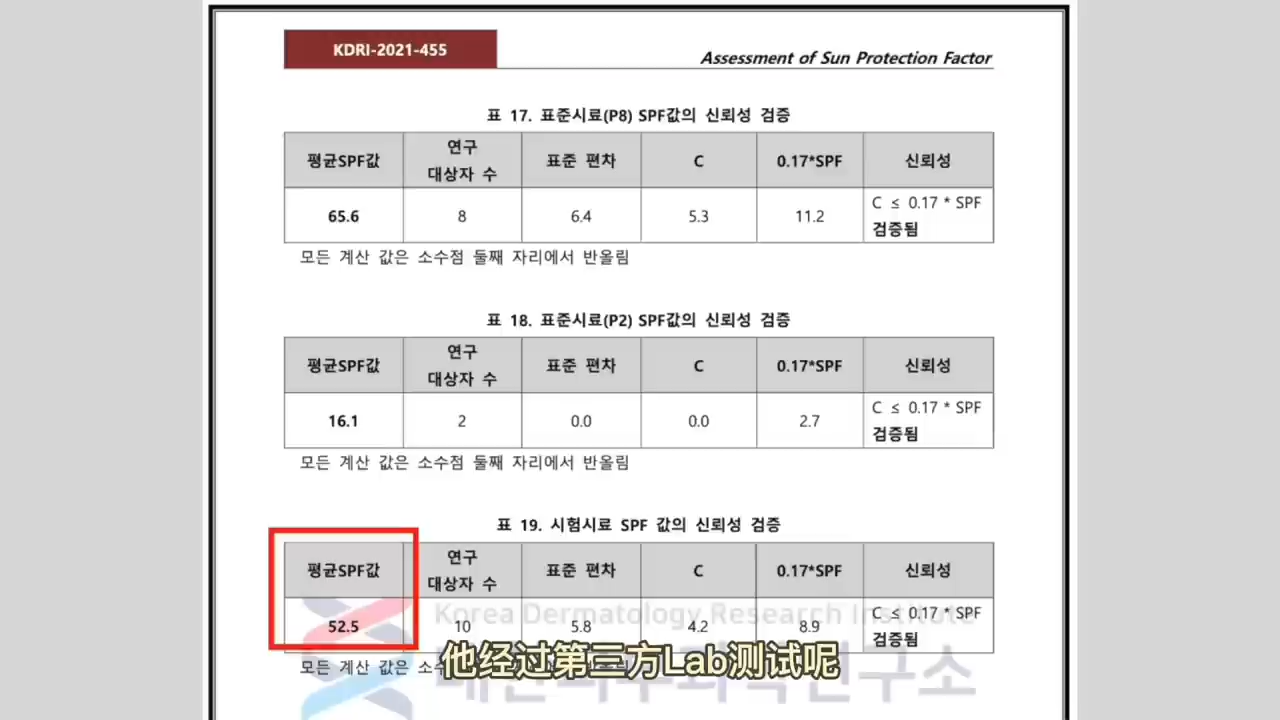 KDRI-2021-455
Assessment of Sun Protection Factor
표 17. 표준시료(P8) SPF값의 신뢰성 검증
평균SPF값 연구 대상자 수 표준 편차 C 0.17*SPF 신뢰성
65.6 8 6.4 5.3 11.2 C ≤ 0.17 * SPF 검증됨
모든 계산 값은 소수점 둘째 자리에서 반올림
표 18. 표준시료(P2) SPF값의 신뢰성 검증
평균SPF값 연구 대상자 수 표준 편차 C 0.17*SPF 신뢰성
16.1 2 0.0 0.0 2.7 C ≤ 0.17 * SPF 검증됨
모든 계산 값은 소수점 둘째 자리에서 반올림
표 19. 시험시료 SPF 값의 신뢰성 검증
평균SPF값 연구 대상자 수 표준 편차 C 0.17*SPF 신뢰성
52.5 10 5.8 4.2 8.9 C ≤ 0.17 * SPF 검증됨
Korea Dermatology Research Institute
모든 계산 값은
他经过第三方Lab测试呢